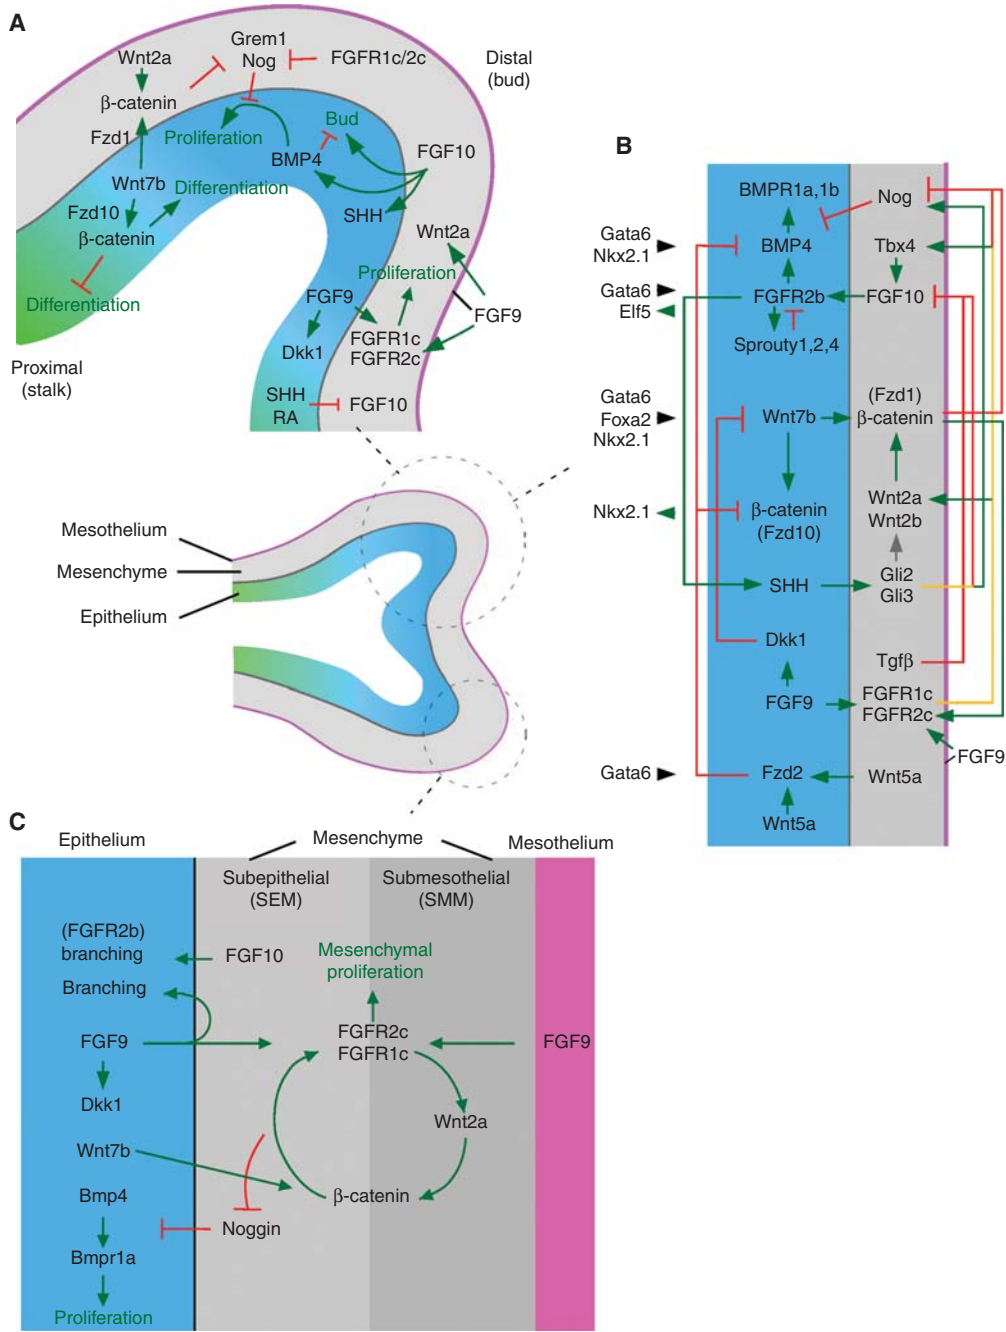 A
Grem1
Nog
Wnt2a
FGFR1c/2c
Distal
(bud)
β-catenin
Bud
Proliferation
Fzd1
BMP4
FGF10
Wnt7b
Differentiation
Fzd10
SHH
β-catenin
Wnt2a
Proliferation
Differentiation
FGF9
FGF9
FGFR1c
FGFR2c
Dkk1
Proximal
(stalk)
SHH
RA
FGF10
Mesothelium
Mesenchyme
Epithelium
B
BMPR1a,1b
Nog
Gata6
Nkx2.1
BMP4
Tbx4
Gata6
Elf5
FGFR2b
FGF10
Sprouty1,2,4
Gata6
Foxa2
Nkx2.1
Wnt7b
(Fzd1)
β-catenin
Nkx2.1
β-catenin
(Fzd10)
Wnt2a
Wnt2b
SHH
Gli2
Gli3
Dkk1
Tgfβ
FGF9
FGFR1c
FGFR2c
FGF9
Gata6
Fzd2
Wnt5a
Wnt5a
C
Epithelium
Mesenchyme
Mesothelium
Subepithelial
(SEM)
Submesothelial
(SMM)
(FGFR2b)
branching
FGF10
Mesenchymal
proliferation
Branching
FGF9
FGFR2c
FGFR1c
FGF9
Dkk1
Wnt2a
Wnt7b
Bmp4
β-catenin
Noggin
Bmpr1a
Proliferation